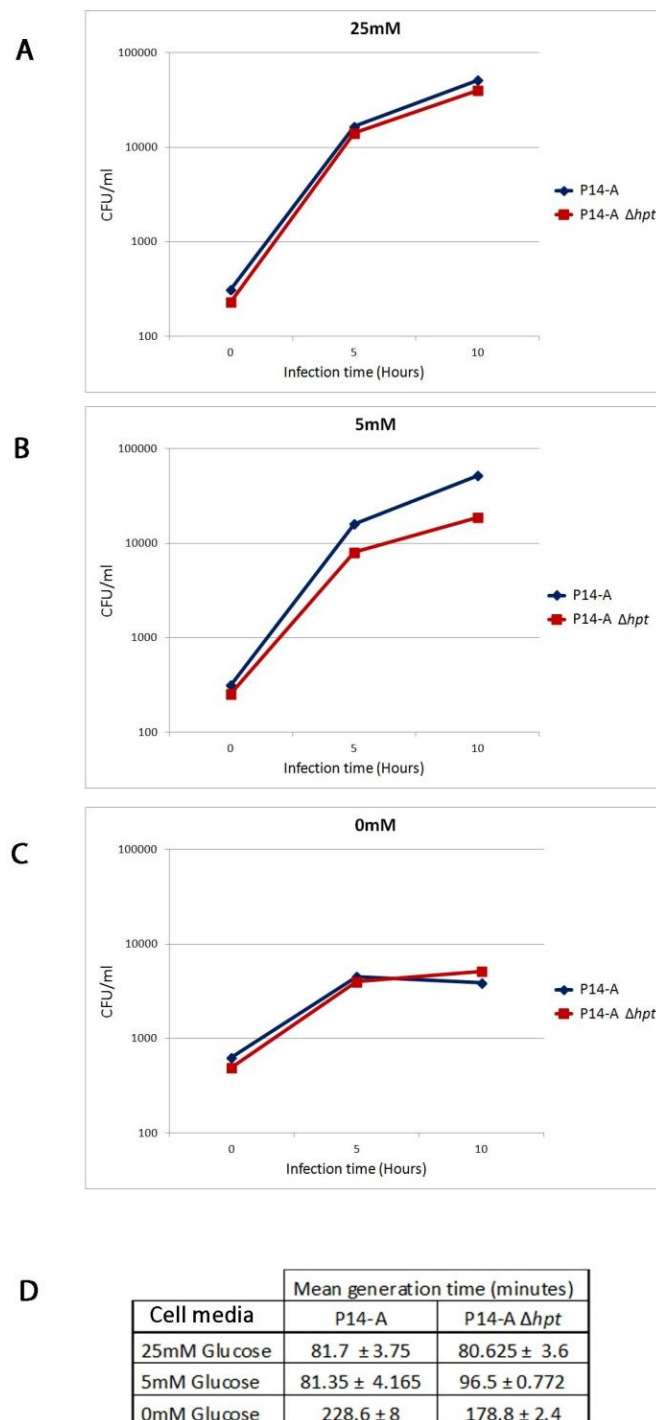 A
25mM
100000
10000
1000
100
CFU/ml
0 5 10
Infection time (Hours)
P14-A
P14-A Δhpt
B
5mM
100000
10000
1000
100
CFU/ml
0 5 10
Infection time (Hours)
P14-A
P14-A Δhpt
C
0mM
100000
10000
1000
100
CFU/ml
0 5 10
Infection time (Hours)
P14-A
P14-A Δhpt
D
Mean generation time (minutes)
Cell media P14-A P14-A Δhpt
25mM Glucose 81.7 ±3.75 80.625 ± 3.6
5mM Glucose 81.35 ± 4.165 96.5 ±0.772
0mM Glucose 228.6 ±8 178.8 ± 2.4